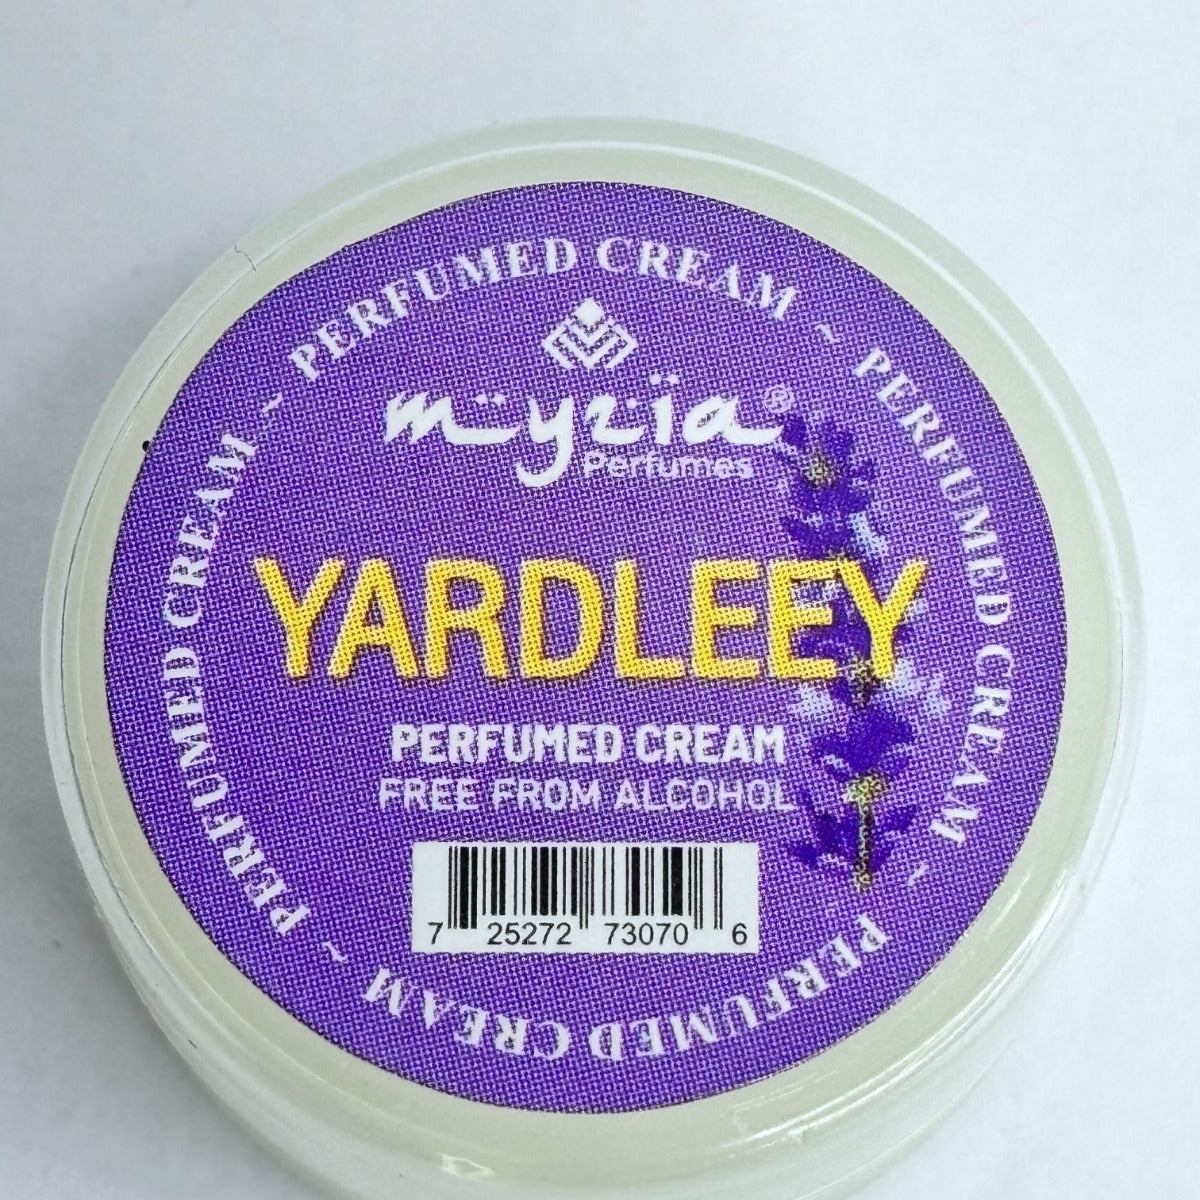 PERFUMED CREAM ~ PERFUMED CREAM ~ PERFUMED CREAM ~ PERFUMED CREAM ~
myzia®
Perfumes
YARDLEEY
PERFUMED CREAM
FREE FROM ALCOHOL
7 25272 73070 6